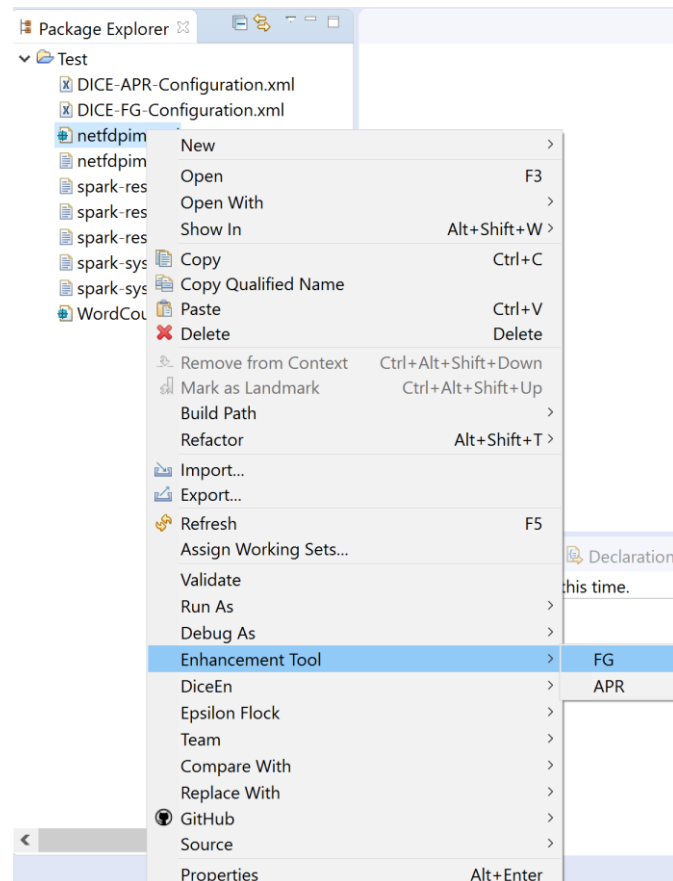 Package Explorer
Test
DICE-APR-Configuration.xml
DICE-FG-Configuration.xml
netfdpim
netfdpim
spark-res
spark-res
spark-res
spark-sys
spark-sys
WordCou
New
Open F3
Open With
Show In Alt+Shift+W
Copy Ctrl+C
Copy Qualified Name
Paste Ctrl+V
Delete Delete
Remove from Context Ctrl+Alt+Shift+Down
Mark as Landmark Ctrl+Alt+Shift+Up
Build Path
Refactor Alt+Shift+T
Import...
Export...
Refresh F5
Assign Working Sets...
Declaration
Validate
this time.
Run As
Debug As
Enhancement Tool
FG
DiceEn
APR
Epsilon Flock
Team
Compare With
Replace With
GitHub
Source
Properties Alt+Enter